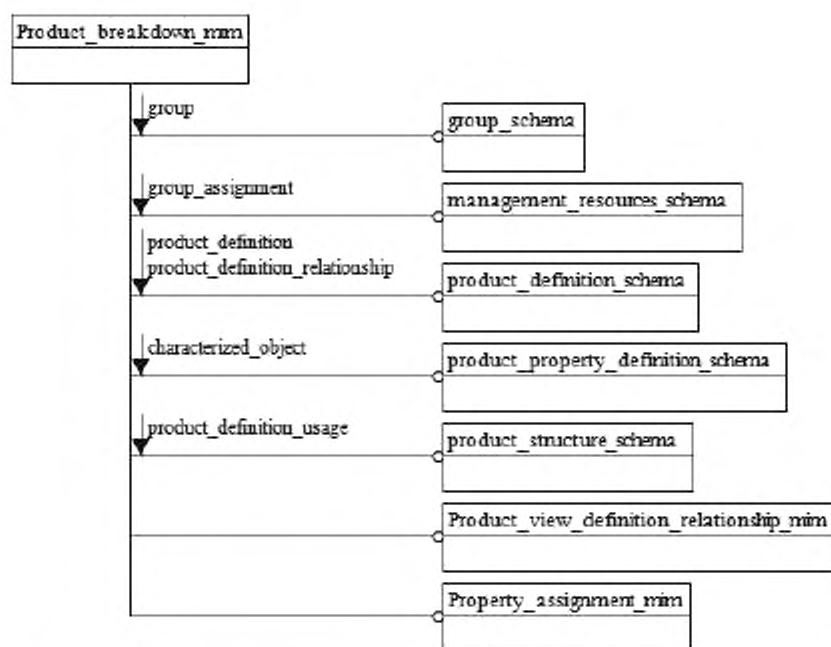 Product_breakdown_mim
group
group_schema
group_assignment
management_resources_schema
product_definition
product_definition_relationship
product_definition_schema
characterized_object
product_property_definition_schema
product_definition_usage
product_structure_schema
Product_view_definition_relationship_mim
Property_assignment_mim